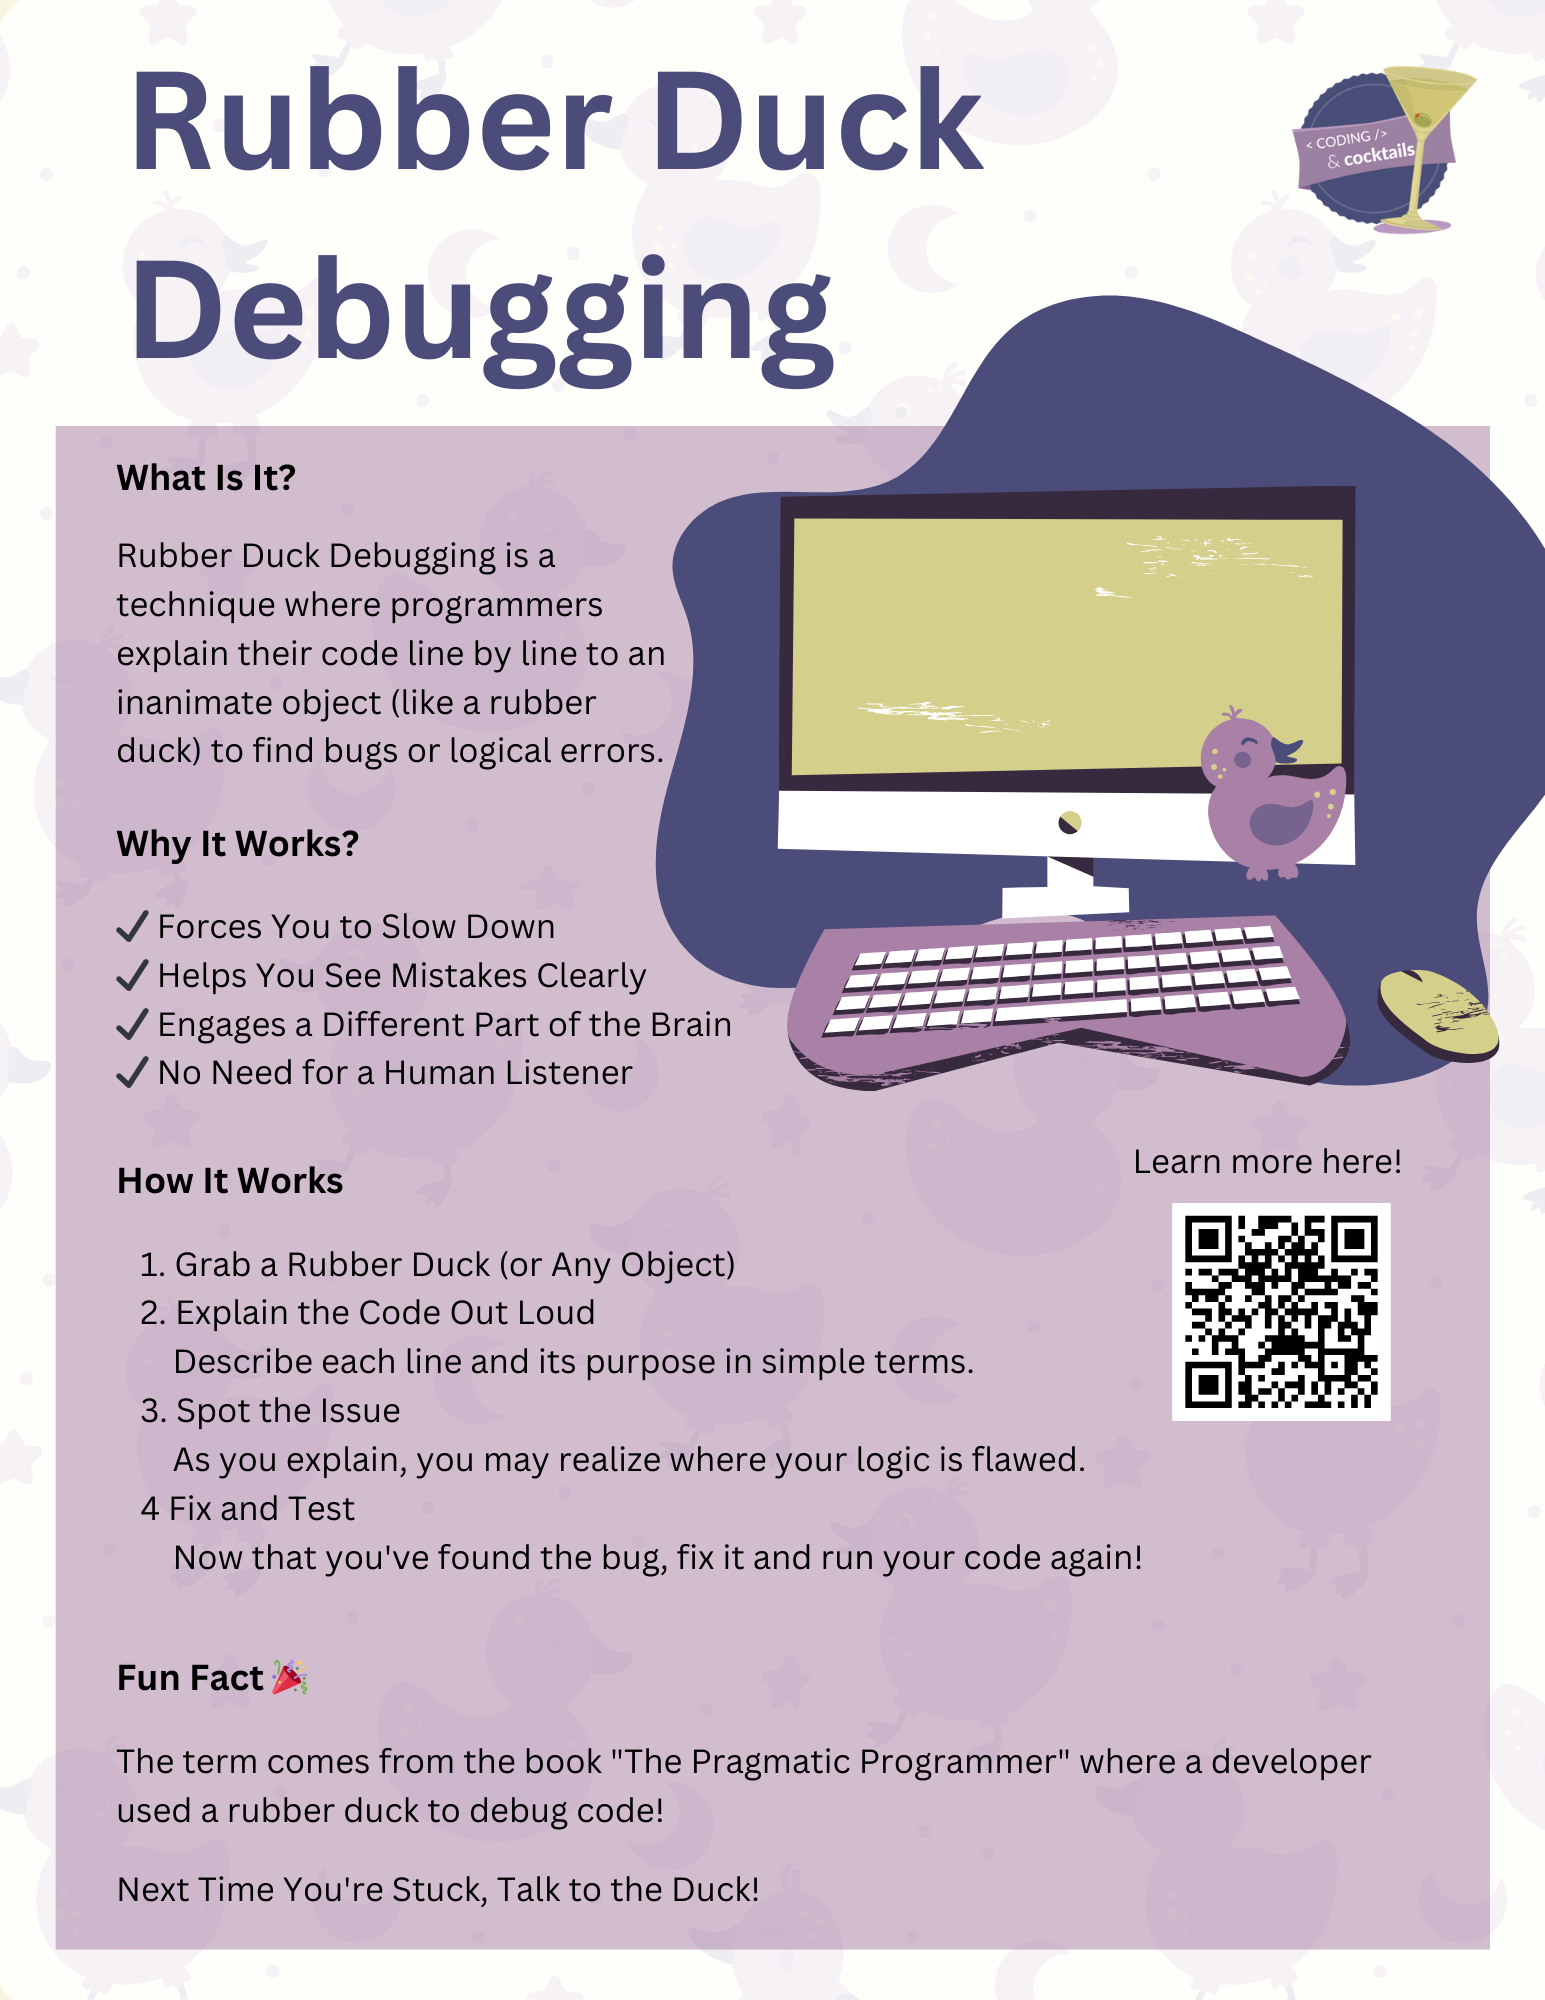 Rubber Duck
Debugging
< CODING />
& cocktails
What Is It?
Rubber Duck Debugging is a
technique where programmers
explain their code line by line to an
inanimate object (like a rubber
duck) to find bugs or logical errors.
Why It Works?
✔ Forces You to Slow Down
✔ Helps You See Mistakes Clearly
✔ Engages a Different Part of the Brain
✔ No Need for a Human Listener
Learn more here!
How It Works
1. Grab a Rubber Duck (or Any Object)
2. Explain the Code Out Loud
Describe each line and its purpose in simple terms.
3. Spot the Issue
As you explain, you may realize where your logic is flawed.
4 Fix and Test
Now that you've found the bug, fix it and run your code again!
Fun Fact 🎉
The term comes from the book "The Pragmatic Programmer" where a developer
used a rubber duck to debug code!
Next Time You're Stuck, Talk to the Duck!